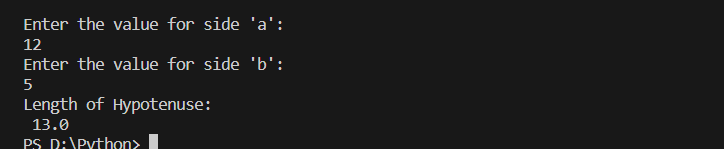 Enter the value for side 'a':
12
Enter the value for side 'b':
5
Length of Hypotenuse:
 13.0
PS D:\Python>